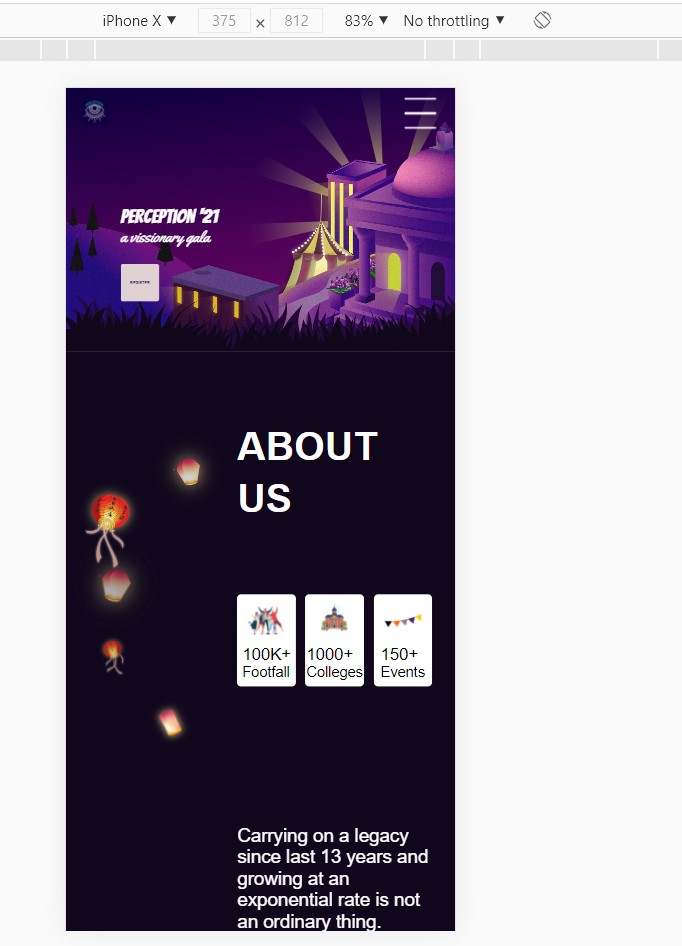 iPhone X ▼ 375 × 812 83% ▼ No throttling ▼
PERCEPTION '21
a vissionary gala
REGISTER
ABOUT
US
100K+ 1000+ 150+
Footfall Colleges Events
Carrying on a legacy
since last 13 years and
growing at an
exponential rate is not
an ordinary thing.